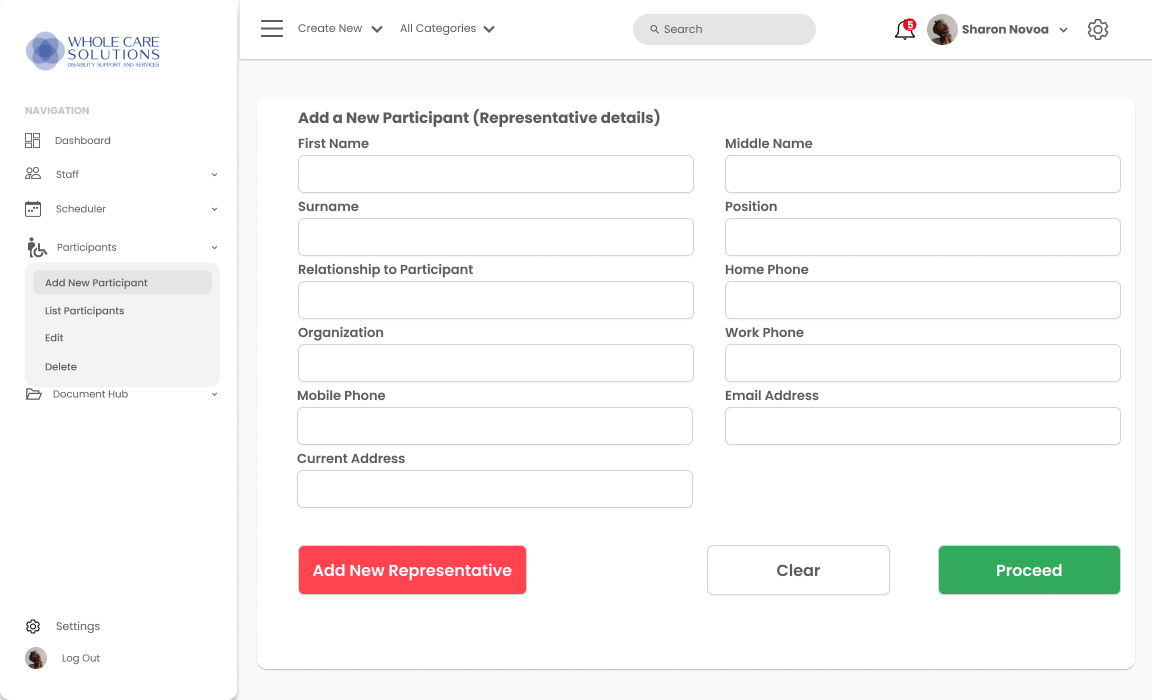 WHOLE CARE
SOLUTIONS
DISABILITY SUPPORT AND SERVICES
NAVIGATION
Dashboard
Staff
Scheduler
Participants
Add New Participant
List Participants
Edit
Delete
Document Hub
Settings
Log Out
Create New
All Categories
Search
5
Sharon Novoa
Add a New Participant (Representative details)
First Name
Middle Name
Surname
Position
Relationship to Participant
Home Phone
Organization
Work Phone
Mobile Phone
Email Address
Current Address
Add New Representative
Clear
Proceed